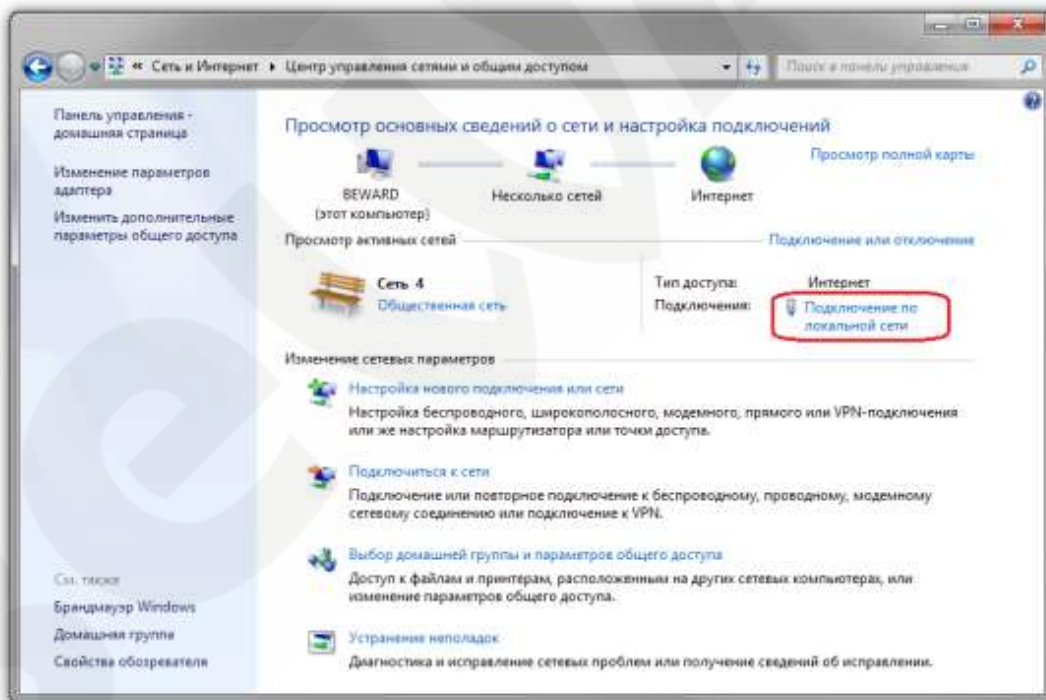 « Сеть и Интернет ▸ Центр управления сетями и общим доступом
Поиск в панели управления
Панель управления -
домашняя страница
Изменение параметров
адаптера
Изменить дополнительные
параметры общего доступа
См. также
Брандмауэр Windows
Домашняя группа
Свойства обозревателя
Просмотр основных сведений о сети и настройка подключений
Просмотр полной карты
BEWARD
(этот компьютер)
Несколько сетей
Интернет
Просмотр активных сетей
Подключение или отключение
Сеть 4
Общественная сеть
Тип доступа:
Интернет
Подключения:
Подключение по
локальной сети
Изменение сетевых параметров
Настройка нового подключения или сети
Настройка беспроводного, широкополосного, модемного, прямого или VPN-подключения
или же настройка маршрутизатора или точки доступа.
Подключиться к сети
Подключение или повторное подключение к беспроводному, проводному, модемному
сетевому соединению или подключение к VPN.
Выбор домашней группы и параметров общего доступа
Доступ к файлам и принтерам, расположенным на других сетевых компьютерах, или
изменение параметров общего доступа.
Устранение неполадок
Диагностика и исправление сетевых проблем или получение сведений об исправлении.